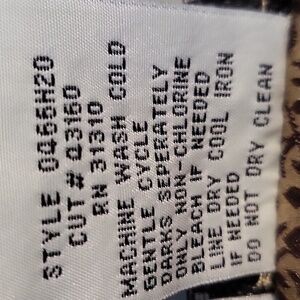 STYLE 0Q66H20
CUT # Q3160
RN 31310
MACHINE WASH COLD
GENTLE CYCLE
DARKS SEPERATELY
ONLY NON-CHLORINE
BLEACH IF NEEDED
LINE DRY COOL IRON
IF NEEDED
DO NOT DRY CLEAN